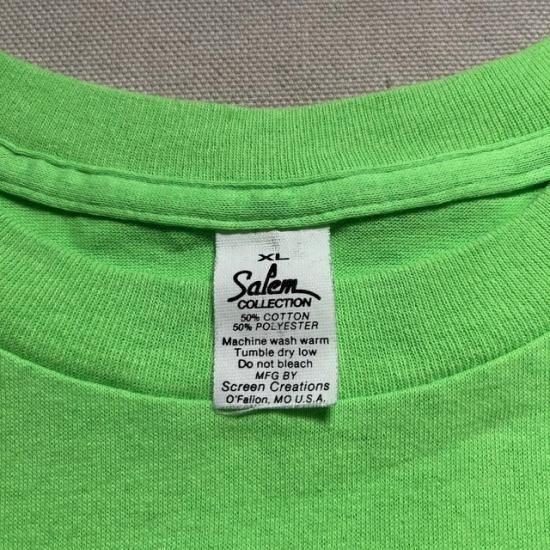 XL
Salem
COLLECTION
50% COTTON
50% POLYESTER
Machine wash warm
Tumble dry low
Do not bleach
MFG BY
Screen Creations
O'Fallon, MO U.S.A.